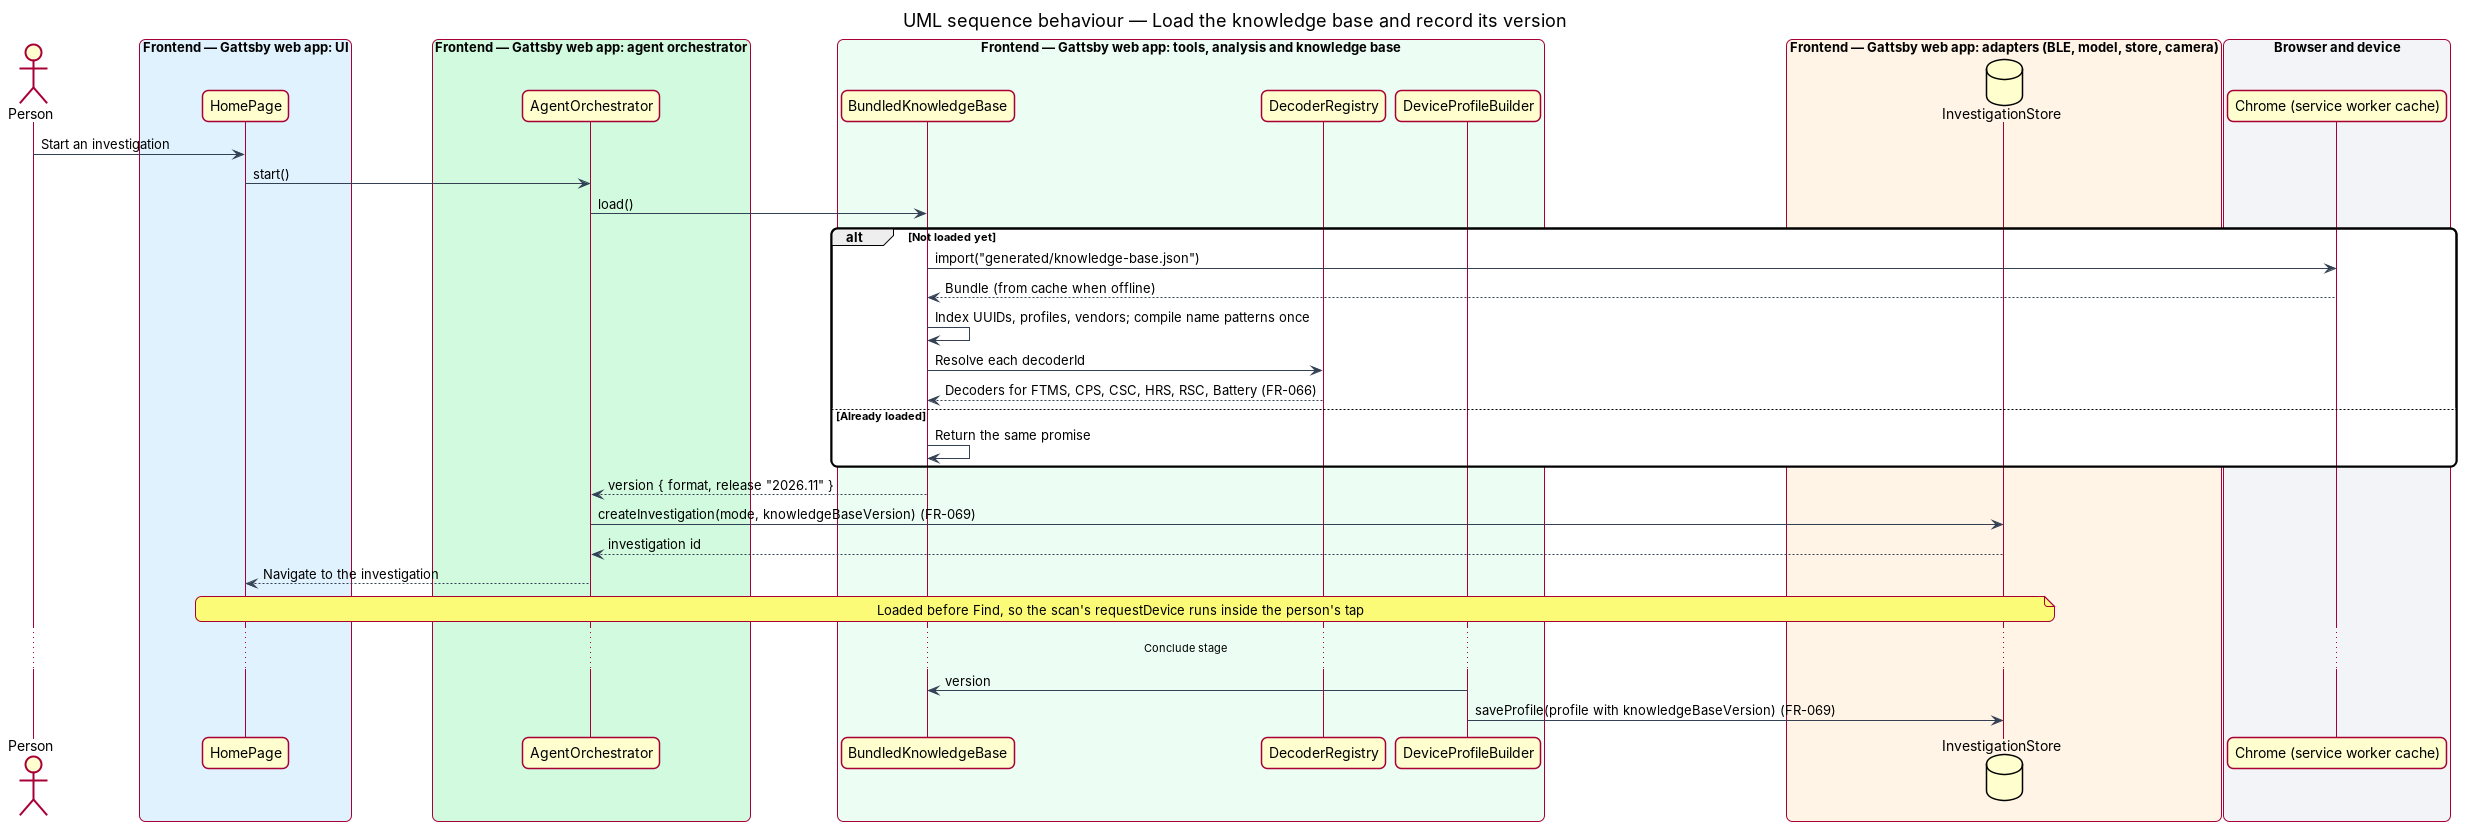 UML sequence behaviour — Load the knowledge base and record its version
Frontend — Gattsby web app: UI
Frontend — Gattsby web app: agent orchestrator
Frontend — Gattsby web app: tools, analysis and knowledge base
Frontend — Gattsby web app: adapters (BLE, model, store, camera)
Browser and device
Person
HomePage
AgentOrchestrator
BundledKnowledgeBase
DecoderRegistry
DeviceProfileBuilder
InvestigationStore
Chrome (service worker cache)
Start an investigation
start()
load()
alt
[Not loaded yet]
import("generated/knowledge-base.json")
Bundle (from cache when offline)
Index UUIDs, profiles, vendors; compile name patterns once
Resolve each decoderId
Decoders for FTMS, CPS, CSC, HRS, RSC, Battery (FR-066)
[Already loaded]
Return the same promise
version { format, release "2026.11" }
createInvestigation(mode, knowledgeBaseVersion) (FR-069)
investigation id
Navigate to the investigation
Loaded before Find, so the scan's requestDevice runs inside the person's tap
Conclude stage
version
saveProfile(profile with knowledgeBaseVersion) (FR-069)
Person
HomePage
AgentOrchestrator
BundledKnowledgeBase
DecoderRegistry
DeviceProfileBuilder
InvestigationStore
Chrome (service worker cache)